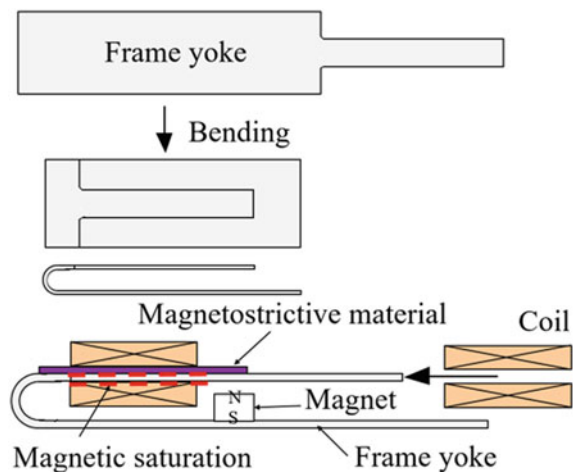 Frame yoke
Bending
Magnetostrictive material
Coil
N
S
Magnet
Magnetic saturation
Frame yoke